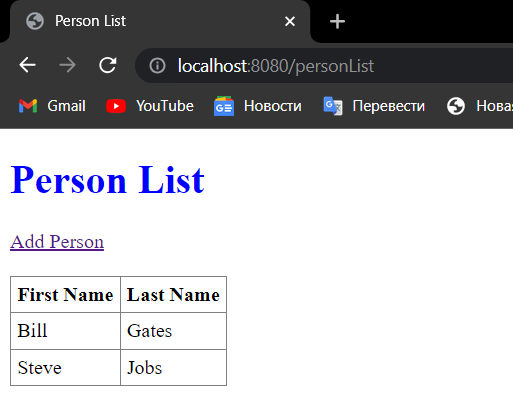 Person List
localhost:8080/personList
Gmail YouTube Новости Перевести Новая
Person List
Add Person
First Name Last Name
Bill Gates
Steve Jobs